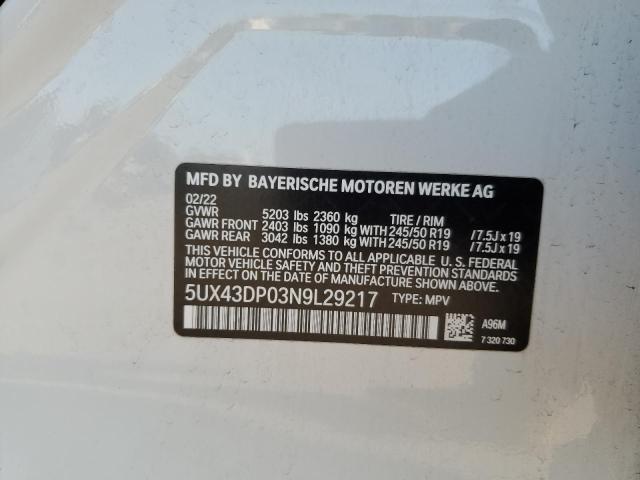 MFD BY BAYERISCHE MOTOREN WERKE AG
02/22
GVWR 5203 lbs 2360 kg TIRE / RIM
GAWR FRONT 2403 lbs 1090 kg WITH 245/50 R19 /7.5J x 19
GAWR REAR 3042 lbs 1380 kg WITH 245/50 R19 /7.5J x 19
THIS VEHICLE CONFORMS TO ALL APPLICABLE U. S. FEDERAL
MOTOR VEHICLE SAFETY AND THEFT PREVENTION STANDARDS
IN EFFECT ON THE DATE OF MANUFACTURE SHOWN ABOVE.
5UX43DP03N9L29217 TYPE: MPV
A96M
7 320 730